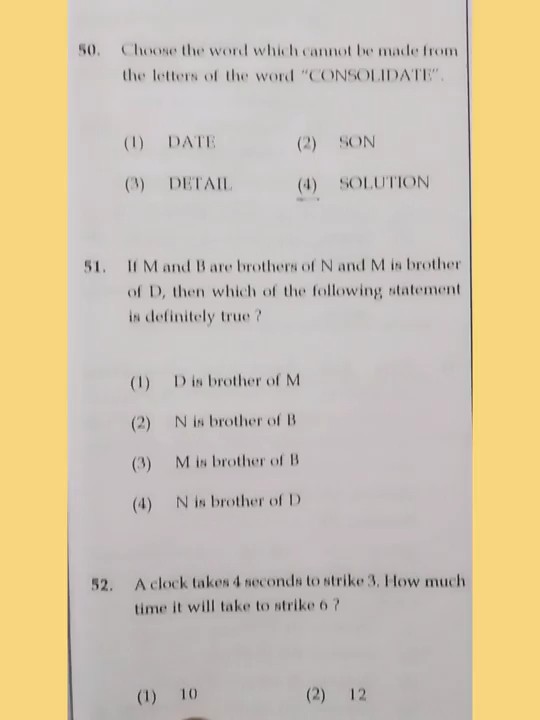 50. Choose the word which cannot be made from
the letters of the word "CONSOLIDATE".
(1) DATE (2) SON
(3) DETAIL (4) SOLUTION
51. If M and B are brothers of N and M is brother
of D, then which of the following statement
is definitely true ?
(1) D is brother of M
(2) N is brother of B
(3) M is brother of B
(4) N is brother of D
52. A clock takes 4 seconds to strike 3. How much
time it will take to strike 6 ?
(1) 10 (2) 12